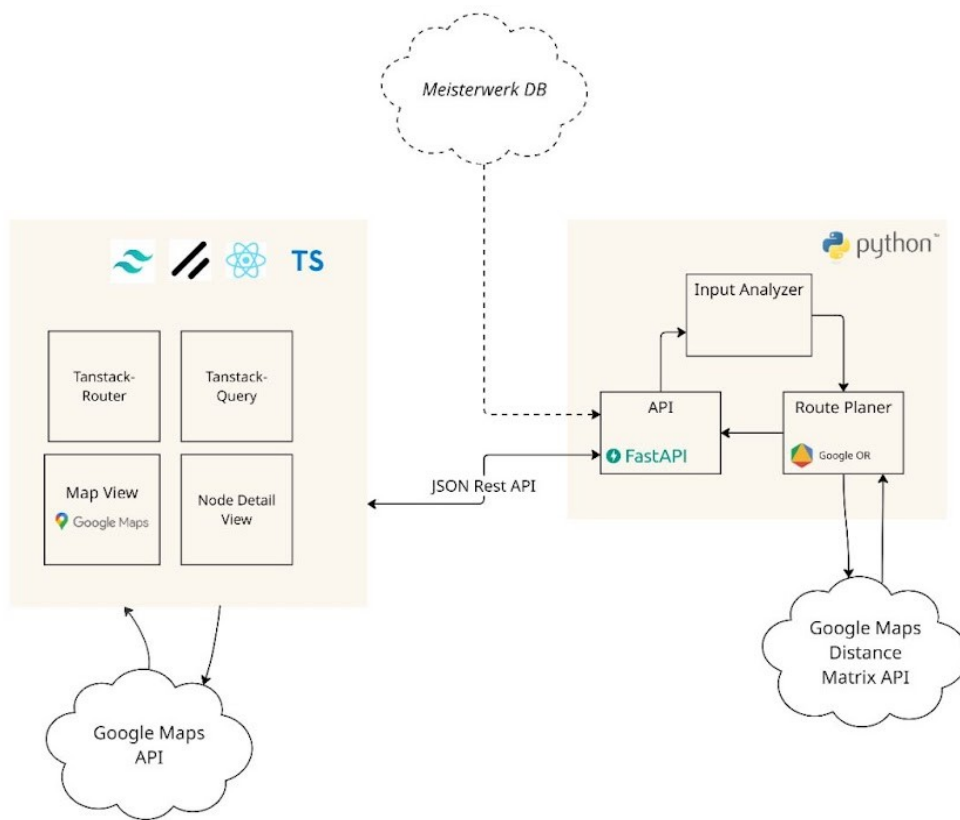 Meisterwerk DB
TS
python™
Input Analyzer
Tanstack-
Router
Tanstack-
Query
API
FastAPI
Route Planer
Google OR
Map View
Google Maps
Node Detail
View
JSON Rest API
Google Maps
Distance
Matrix API
Google Maps
API